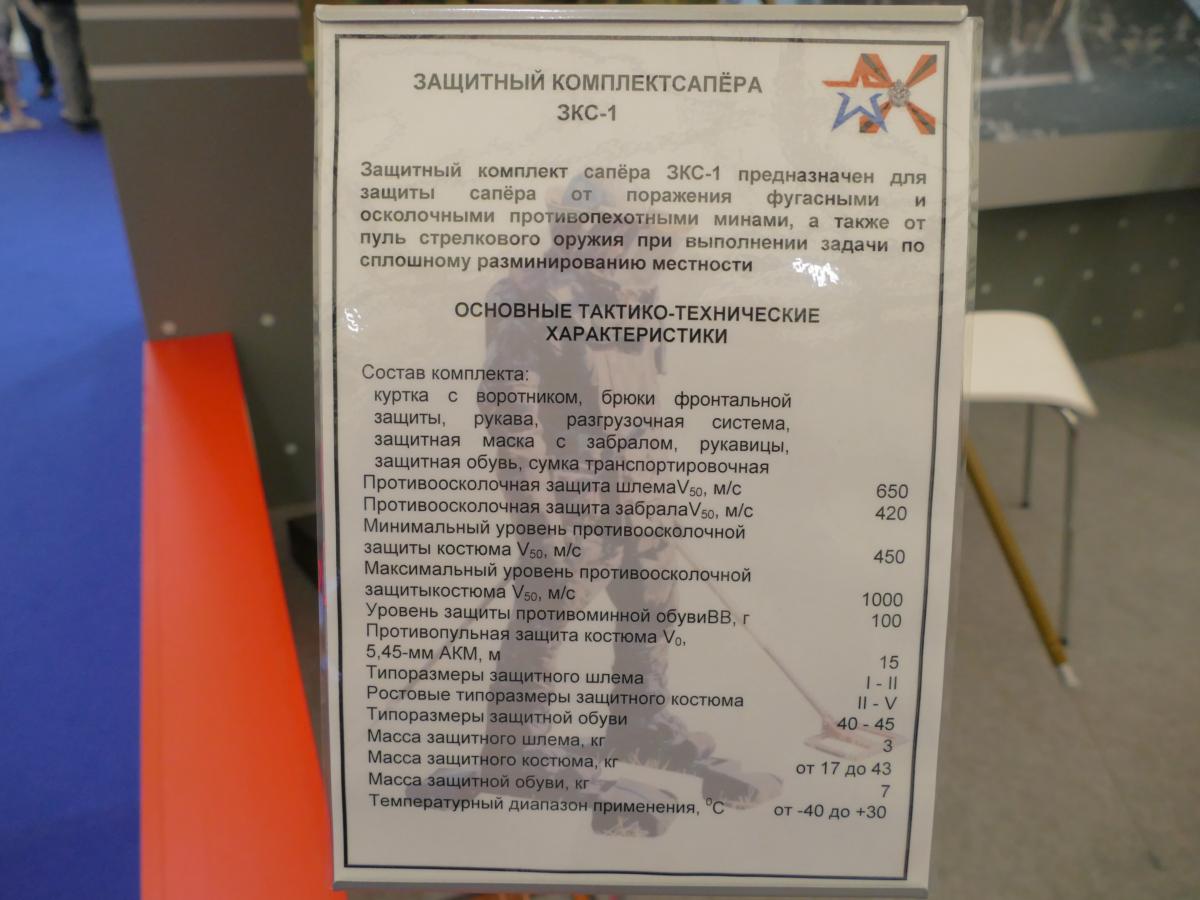 ЗАЩИТНЫЙ КОМПЛЕКТСАПЁРА
ЗКС-1
Защитный комплект сапёра ЗКС-1 предназначен для
защиты сапёра от поражения фугасными и
осколочными противопехотными минами, а также от
пуль стрелкового оружия при выполнении задачи по
сплошному разминированию местности
ОСНОВНЫЕ ТАКТИКО-ТЕХНИЧЕСКИЕ
ХАРАКТЕРИСТИКИ
Состав комплекта:
куртка с воротником, брюки фронтальной
защиты, рукава, разгрузочная система,
защитная маска с забралом, рукавицы,
защитная обувь, сумка транспортировочная
Противоосколочная защита шлемаV₅₀, м/с 650
Противоосколочная защита забралаV₅₀, м/с 420
Минимальный уровень противоосколочной
защиты костюма V₅₀, м/с 450
Максимальный уровень противоосколочной
защитыкостюма V₅₀, м/с 1000
Уровень защиты противоминной обувиВВ, г 100
Противопульная защита костюма V₀,
5,45-мм АКМ, м 15
Типоразмеры защитного шлема I - II
Ростовые типоразмеры защитного костюма II - V
Типоразмеры защитной обуви 40 - 45
Масса защитного шлема, кг 3
Масса защитного костюма, кг от 17 до 43
Масса защитной обуви, кг 7
Температурный диапазон применения, ⁰С от -40 до +30